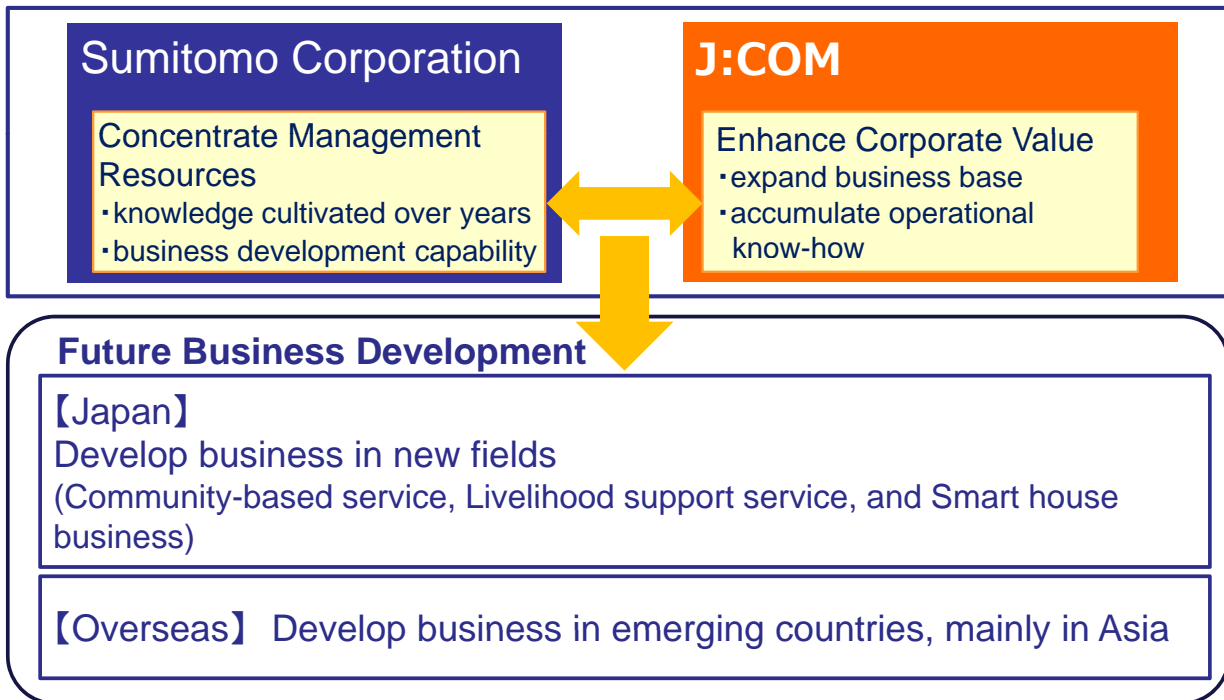 Sumitomo Corporation
Concentrate Management
Resources
・knowledge cultivated over years
・business development capability
J:COM
Enhance Corporate Value
・expand business base
・accumulate operational
know-how
Future Business Development
【Japan】
Develop business in new fields
(Community-based service, Livelihood support service, and Smart house
business)
【Overseas】 Develop business in emerging countries, mainly in Asia